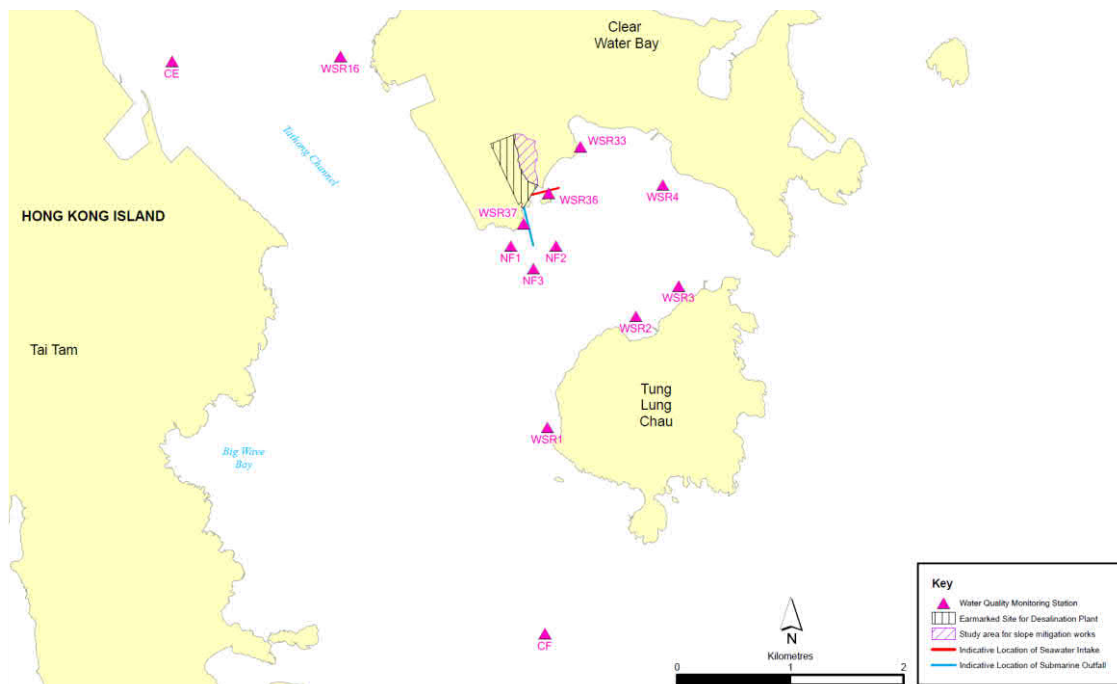 Clear
Water Bay
CE
WSR16
Tathong Channel
WSR33
WSR36
WSR4
HONG KONG ISLAND
WSR37
NF1
NF2
NF3
WSR3
WSR2
Tai Tam
Tung
Lung
Chau
WSR1
Big Wave
Bay
CF
N
Kilometres
0
1
2
Key
Water Quality Monitoring Station
Earmarked Site for Desalination Plant
Study area for slope mitigation works
Indicative Location of Seawater Intake
Indicative Location of Submarine Outfall